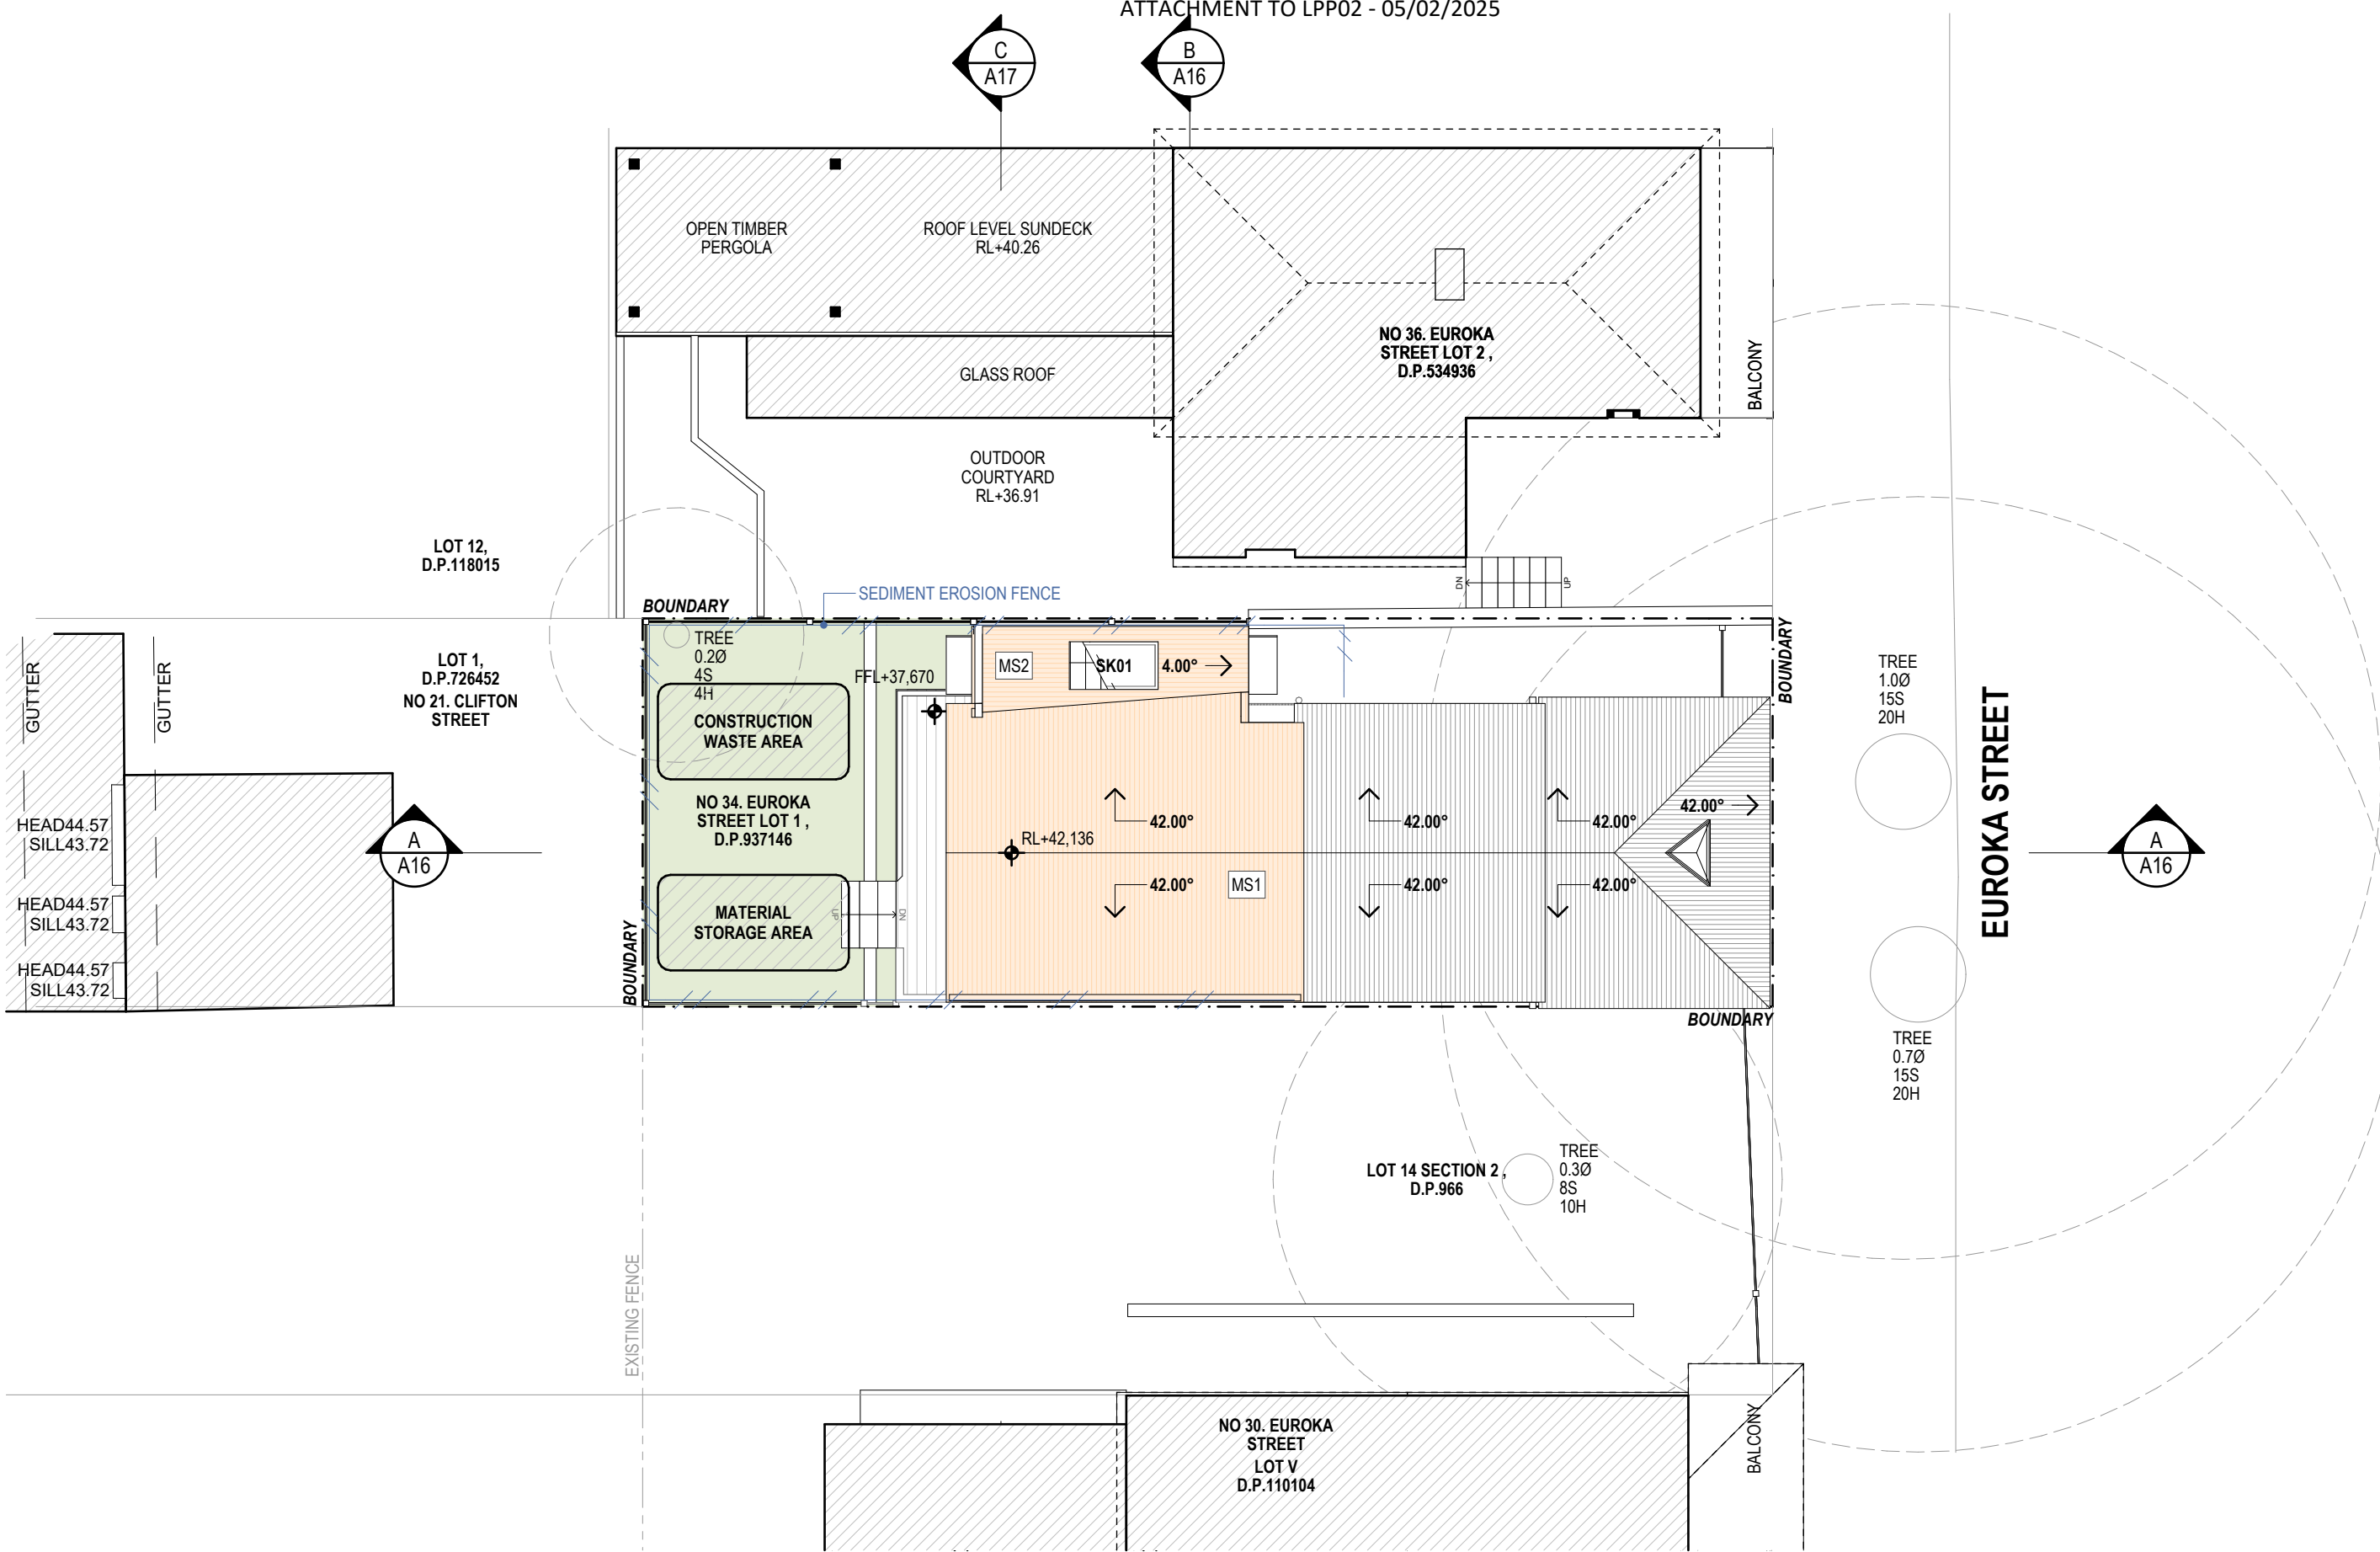 ATTACHMENT TO LPP02 - 05/02/2025
C
A17
B
A16
OPEN TIMBER
PERGOLA
ROOF LEVEL SUNDECK
RL+40.26
NO 36. EUROKA
STREET LOT 2 ,
D.P.534936
BALCONY
GLASS ROOF
OUTDOOR
COURTYARD
RL+36.91
LOT 12,
D.P.118015
DN
UP
SEDIMENT EROSION FENCE
BOUNDARY
TREE
0.2Ø
4S
4H
FFL+37,670
MS2
SK01
4.00°
BOUNDARY
GUTTER
GUTTER
LOT 1,
D.P.726452
NO 21. CLIFTON
STREET
TREE
1.0Ø
15S
20H
EUROKA STREET
CONSTRUCTION
WASTE AREA
NO 34. EUROKA
STREET LOT 1 ,
D.P.937146
42.00°
42.00°
42.00°
42.00°
HEAD44.57
SILL43.72
A
A16
RL+42,136
A
A16
42.00°
42.00°
42.00°
MS1
HEAD44.57
SILL43.72
MATERIAL
STORAGE AREA
UP
DN
HEAD44.57
SILL43.72
BOUNDARY
BOUNDARY
TREE
0.7Ø
15S
20H
LOT 14 SECTION 2 ,
D.P.966
TREE
0.3Ø
8S
10H
EXISTING FENCE
NO 30. EUROKA
STREET
LOT V
D.P.110104
BALCONY